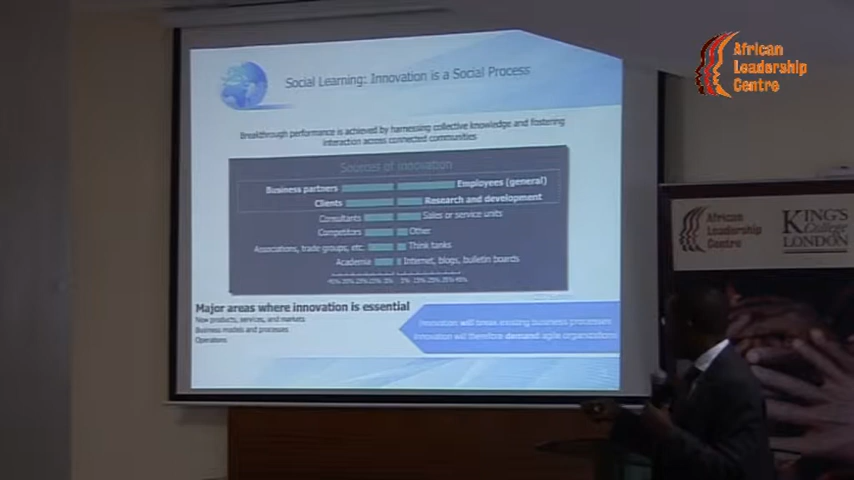 African
Leadership
Centre
Social Learning: Innovation is a Social Process
Breakthrough performance is achieved by harnessing collective knowledge and fostering
interaction across connected communities
Sources of innovation
Business partners
Employees (general)
Clients
Research and development
Consultants
Sales or service units
Competitors
Other
Associations, trade groups, etc.
Think tanks
Academia
Internet, blogs, bulletin boards
Major areas where innovation is essential
New products, services, and markets
Business models and processes
Operations
Innovation will break existing business processes
Innovation will therefore demand agile organizations
African
Leadership
Centre
KING'S
College
LONDON